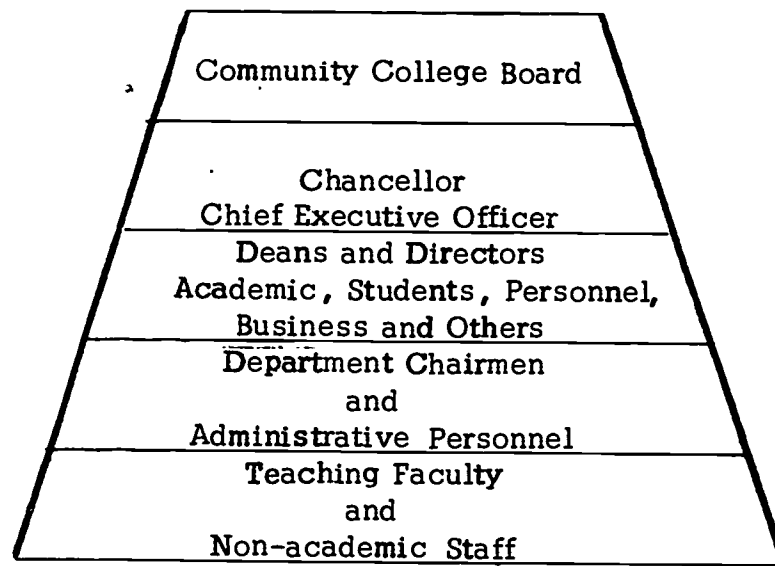 Community College Board
Chancellor
Chief Executive Officer
Deans and Directors
Academic, Students, Personnel,
Business and Others
Department Chairmen
and
Administrative Personnel
Teaching Faculty
and
Non-academic Staff